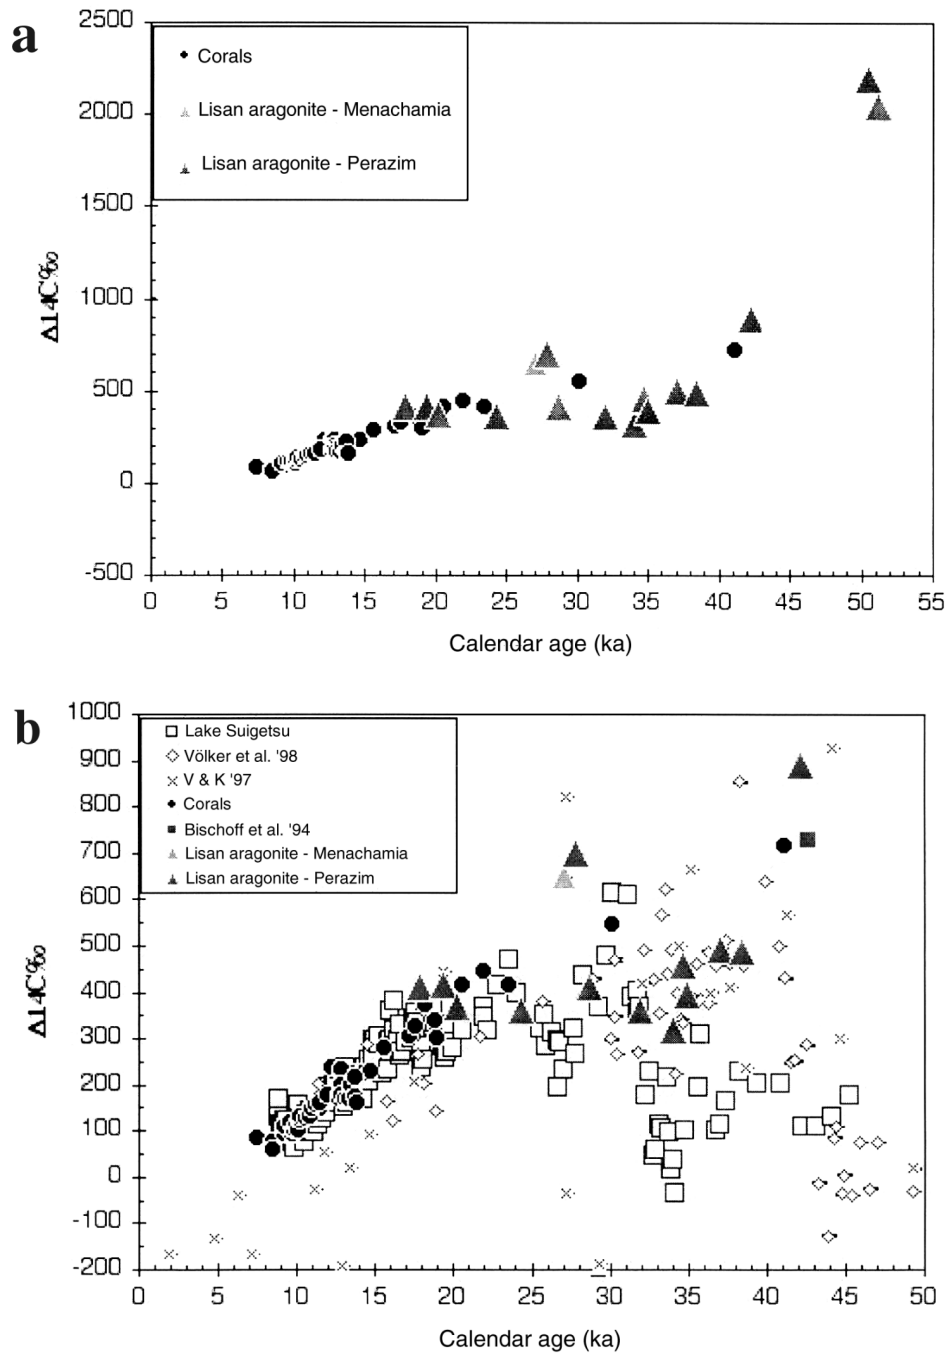 a
2500
2000
1500
1000
500
0
-500
Δ14C‰
Corals
Lisan aragonite - Menachamia
Lisan aragonite - Perazim
0 5 10 15 20 25 30 35 40 45 50 55
Calendar age (ka)
b
1000
900
800
700
600
500
400
300
200
100
0
-100
-200
Δ14C‰
Lake Suigetsu
Völker et al. '98
V & K '97
Corals
Bischoff et al. '94
Lisan aragonite - Menachamia
Lisan aragonite - Perazim
0 5 10 15 20 25 30 35 40 45 50
Calendar age (ka)